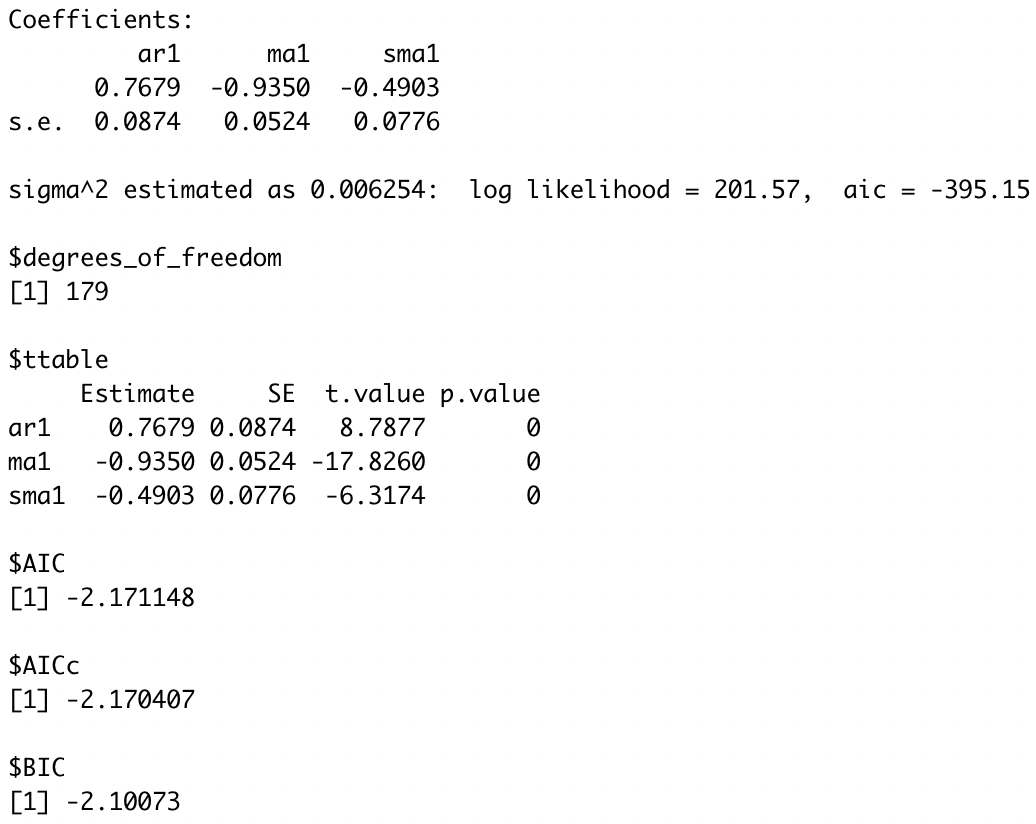 Coefficients:
         ar1      ma1     sma1
      0.7679  -0.9350  -0.4903
s.e.  0.0874   0.0524   0.0776
sigma^2 estimated as 0.006254:  log likelihood = 201.57,  aic = -395.15
$degrees_of_freedom
[1] 179
$ttable
     Estimate     SE  t.value p.value
ar1    0.7679 0.0874   8.7877       0
ma1   -0.9350 0.0524 -17.8260       0
sma1  -0.4903 0.0776  -6.3174       0
$AIC
[1] -2.171148
$AICc
[1] -2.170407
$BIC
[1] -2.10073